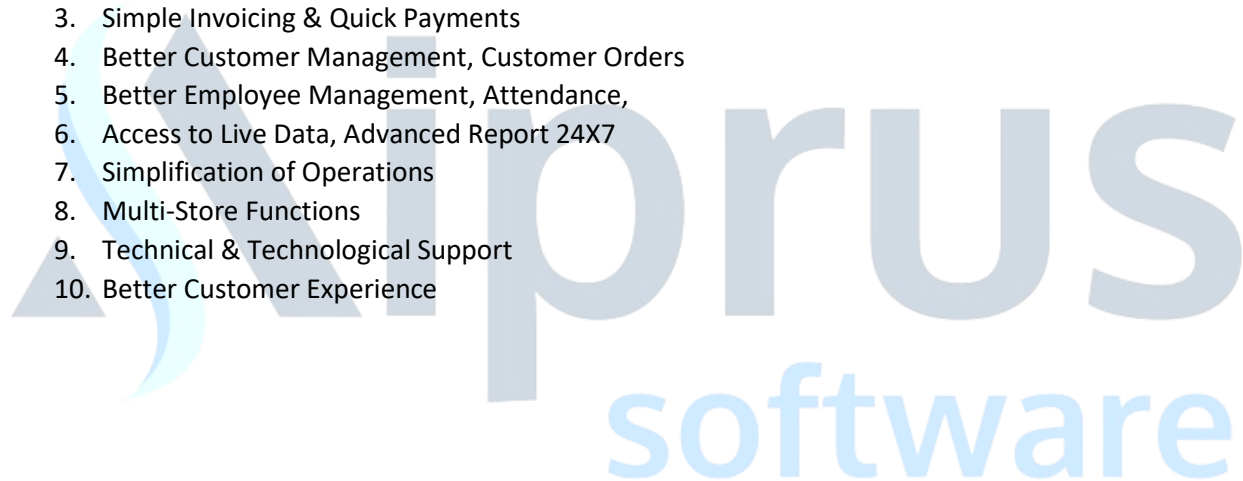 3. Simple Invoicing & Quick Payments
4. Better Customer Management, Customer Orders
5. Better Employee Management, Attendance,
6. Access to Live Data, Advanced Report 24X7
7. Simplification of Operations
8. Multi-Store Functions
9. Technical & Technological Support
10. Better Customer Experience
Aiprus
software